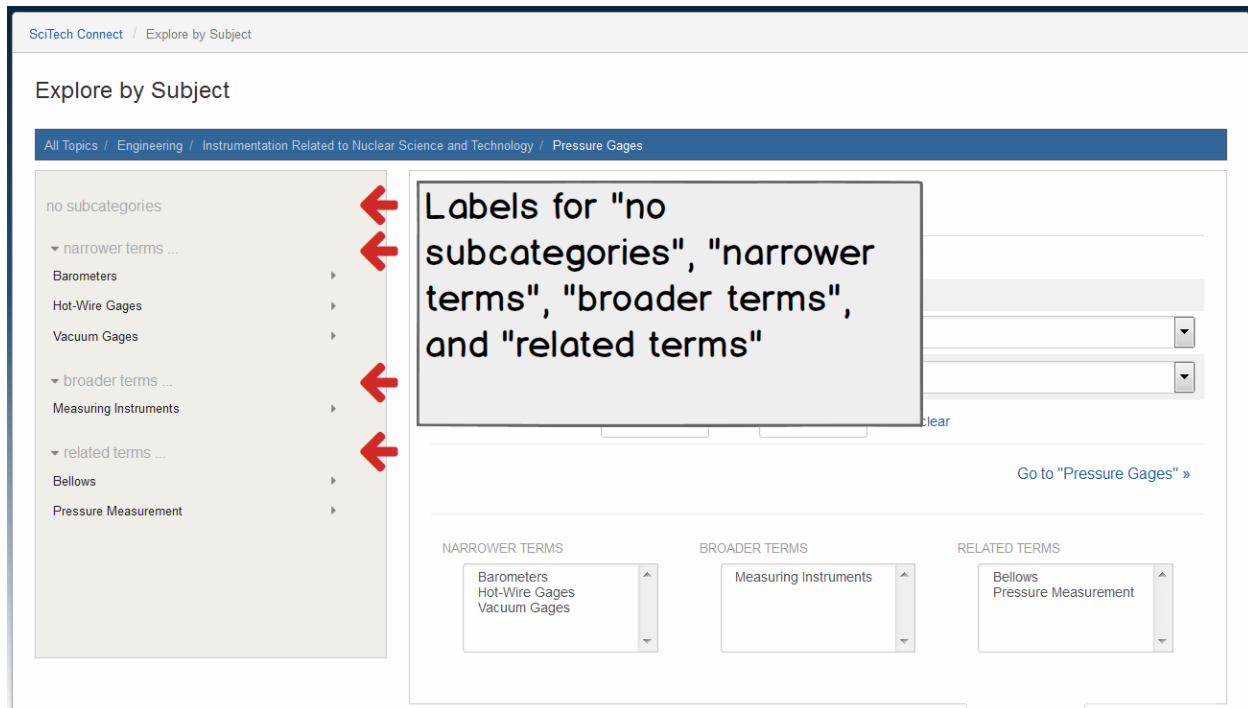 SciTech Connect / Explore by Subject
Explore by Subject
All Topics / Engineering / Instrumentation Related to Nuclear Science and Technology / Pressure Gages
no subcategories
narrower terms ...
Barometers
Hot-Wire Gages
Vacuum Gages
broader terms ...
Measuring Instruments
related terms ...
Bellows
Pressure Measurement
Labels for "no
subcategories", "narrower
terms", "broader terms",
and "related terms"
clear
Go to "Pressure Gages" »
NARROWER TERMS
Barometers
Hot-Wire Gages
Vacuum Gages
BROADER TERMS
Measuring Instruments
RELATED TERMS
Bellows
Pressure Measurement